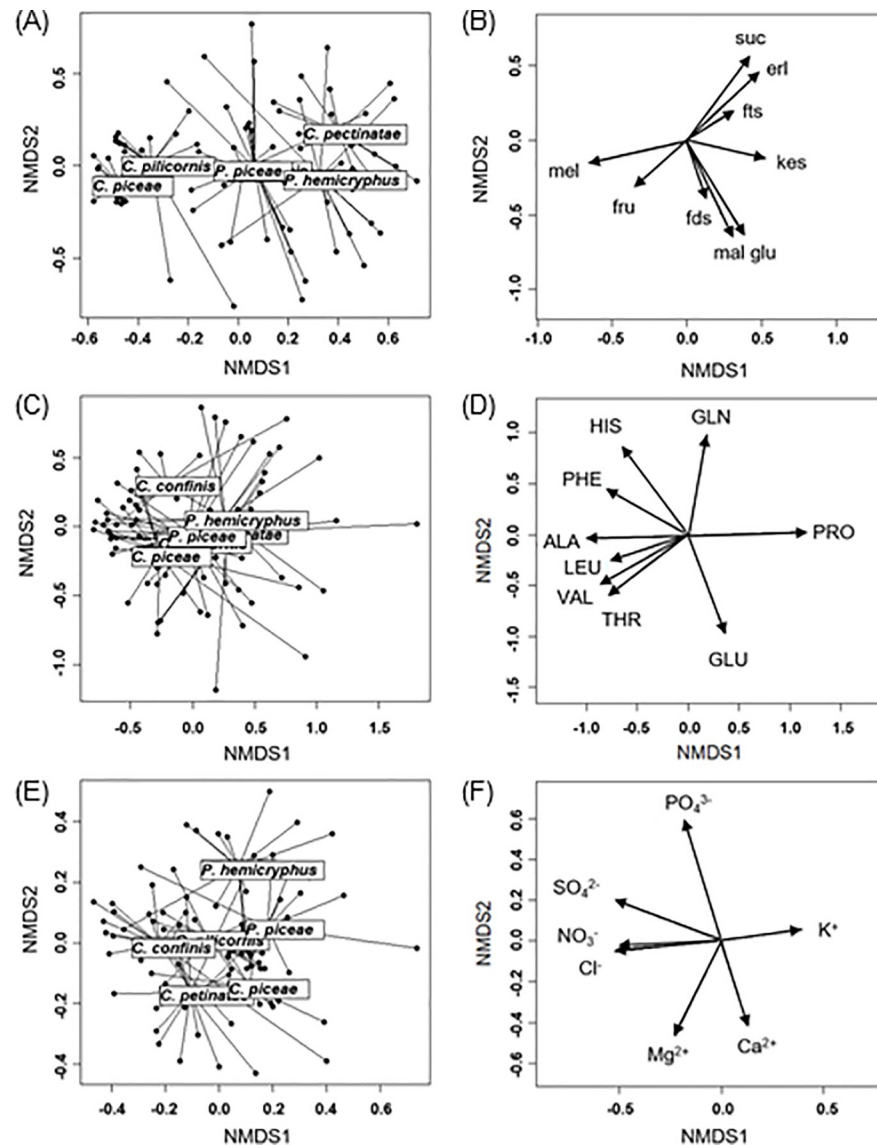 (A)
NMDS2
0.5
0.0
-0.5
C. pectinatae
C. pilicornis
P. piceae
P. hemicryphus
C. piceae
-0.6 -0.4 -0.2 0.0 0.2 0.4 0.6
NMDS1
(B)
NMDS2
0.5
0.0
-0.5
-1.0
suc
erl
fts
kes
mel
fru
fds
mal glu
-1.0 -0.5 0.0 0.5 1.0
NMDS1
(C)
NMDS2
0.5
0.0
-0.5
-1.0
C. confinis
P. hemicryphus
P. piceae
atae
C. piceae
-0.5 0.0 0.5 1.0 1.5
NMDS1
(D)
NMDS2
1.0
0.5
0.0
-0.5
-1.0
-1.5
HIS
GLN
PHE
ALA
PRO
LEU
VAL
THR
GLU
-1.0 -0.5 0.0 0.5 1.0 1.5
NMDS1
(E)
NMDS2
0.4
0.2
0.0
-0.2
-0.4
P. hemicryphus
P. piceae
C. confinis
licornis
C. petinata
C. piceae
-0.4 -0.2 0.0 0.2 0.4 0.6
NMDS1
(F)
NMDS2
0.6
0.4
0.2
0.0
-0.2
-0.4
-0.6
PO₄³⁻
SO₄²⁻
NO₃⁻
Cl⁻
K⁺
Mg²⁺
Ca²⁺
-0.5 0.0 0.5
NMDS1